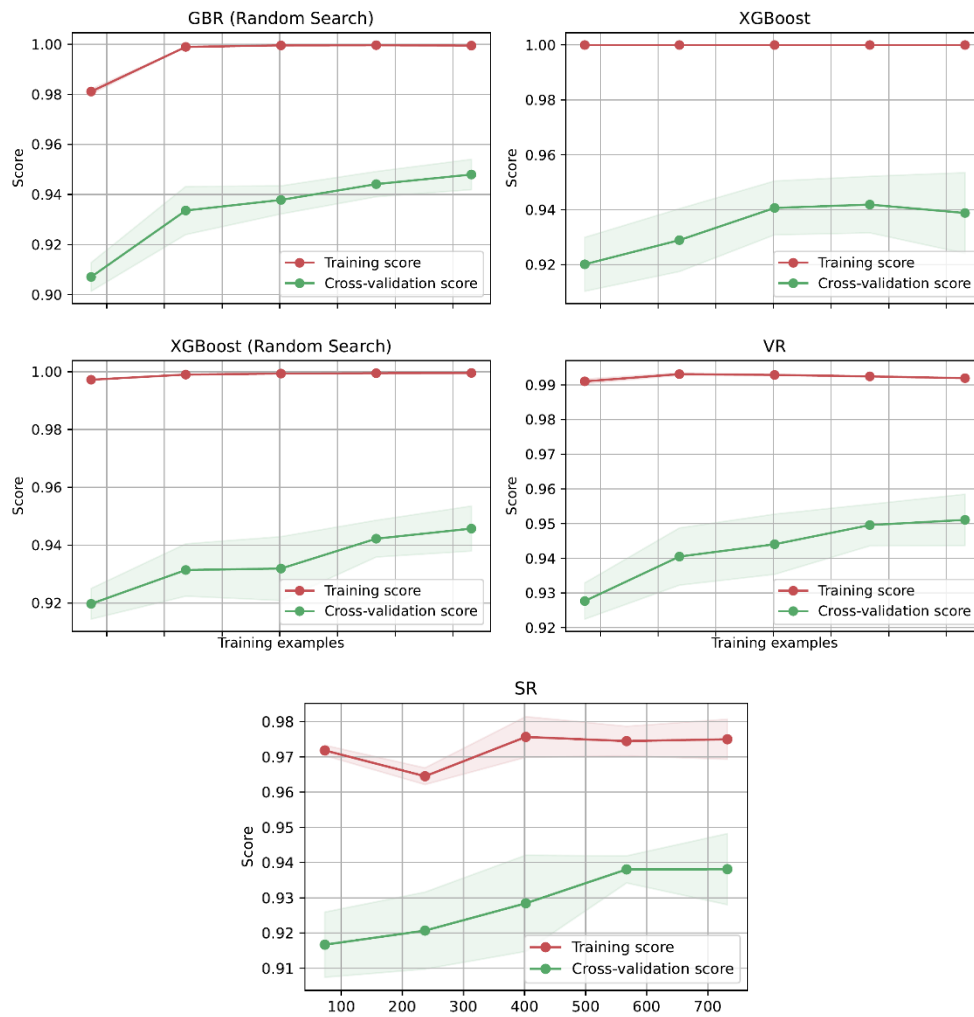 GBR (Random Search)
1.00
0.98
0.96
0.94
0.92
0.90
Score
Training score
Cross-validation score
XGBoost
1.00
0.98
0.96
0.94
0.92
Score
Training score
Cross-validation score
XGBoost (Random Search)
1.00
0.98
0.96
0.94
0.92
Score
Training score
Cross-validation score
Training examples
VR
0.99
0.98
0.97
0.96
0.95
0.94
0.93
0.92
Score
Training score
Cross-validation score
Training examples
SR
0.98
0.97
0.96
0.95
0.94
0.93
0.92
0.91
Score
Training score
Cross-validation score
100 200 300 400 500 600 700